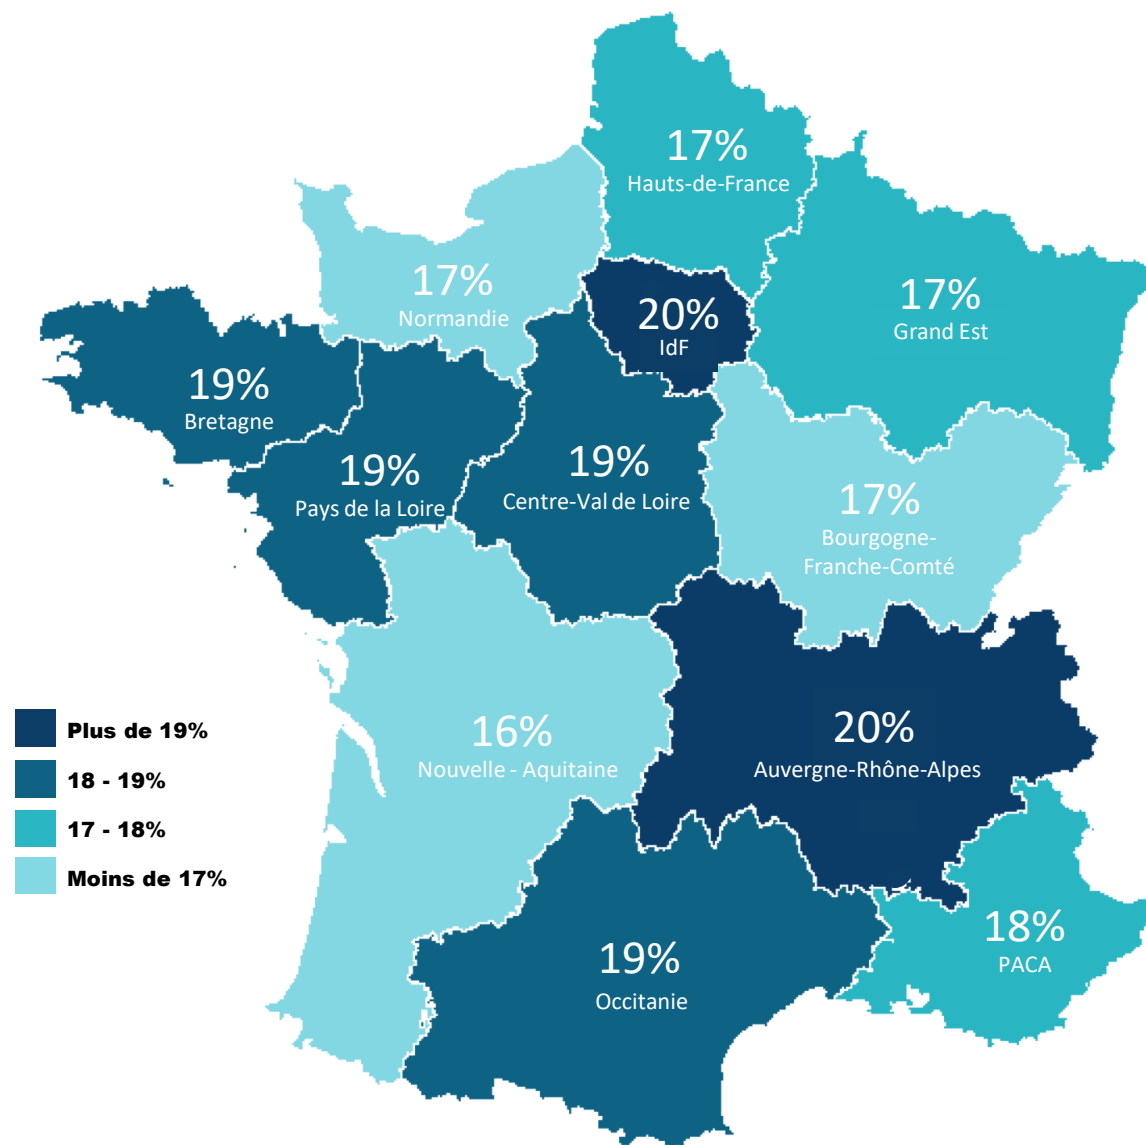 17%
Hauts-de-France
17%
Normandie
20%
IdF
17%
Grand Est
19%
Bretagne
19%
Pays de la Loire
19%
Centre-Val de Loire
17%
Bourgogne-
Franche-Comté
16%
Nouvelle - Aquitaine
20%
Auvergne-Rhône-Alpes
18%
PACA
19%
Occitanie
Plus de 19%
18 - 19%
17 - 18%
Moins de 17%